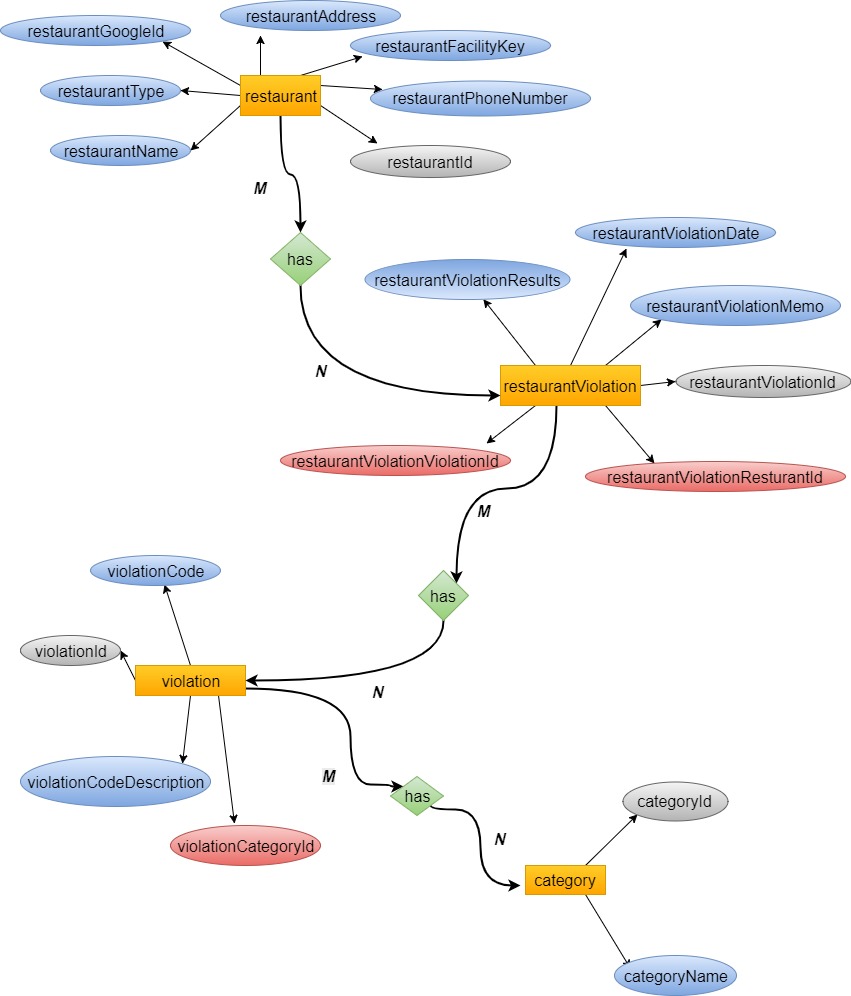 restaurantAddress
restaurantGoogleId
restaurantFacilityKey
restaurantType
restaurant
restaurantPhoneNumber
restaurantName
restaurantId
M
has
restaurantViolationDate
restaurantViolationResults
restaurantViolationMemo
N
restaurantViolation
restaurantViolationId
restaurantViolationViolationId
restaurantViolationResturantId
M
violationCode
has
violationId
violation
N
violationCodeDescription
M
has
categoryId
violationCategoryId
N
category
categoryName